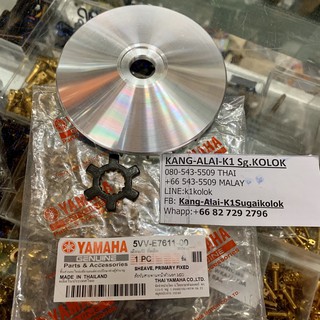 KANG-ALAI-K1 Sg.KOLOK
080-543-5509 THAI
+66 543-5509 MALAY
LINE:k1kolok
FB: Kang-Alai-K1Sugaikolok
Whapp:+66 82 729 2796
YAMAHA
GENUINE
Parts & Accessories
MADE IN THAILAND
5VV-E7611-00
1 PC
SHEAVE, PRIMARY FIXED
THAI YAMAHA CO.,LTD.